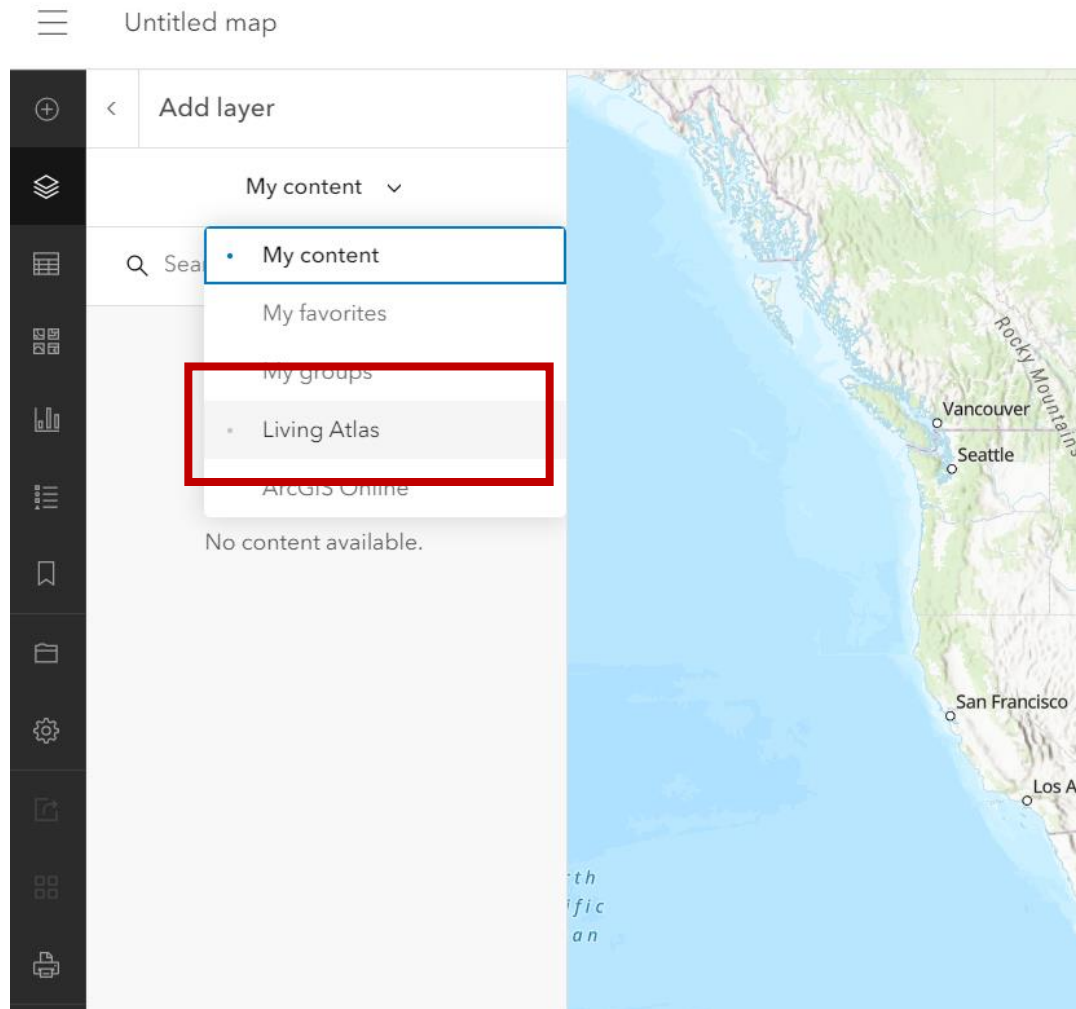 Untitled map
Add layer
My content
Sea
My content
My favorites
My groups
Living Atlas
ArcGIS Online
No content available.
Rocky Mountains
Vancouver
Seattle
San Francisco
Los A
rth
ific
an